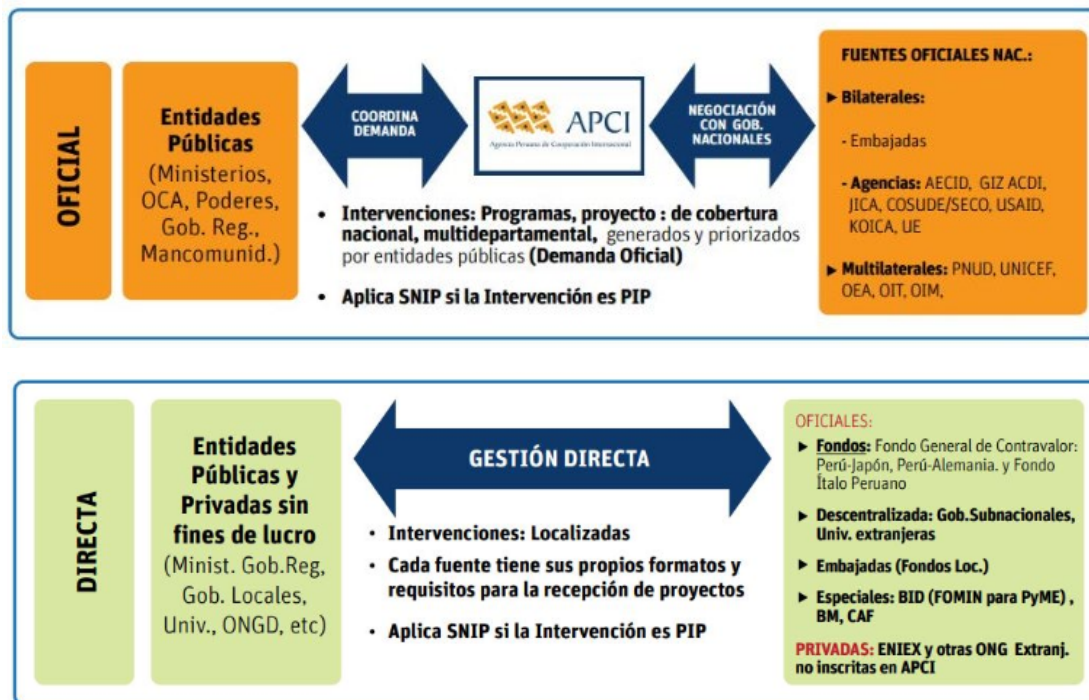 OFICIAL
Entidades
Públicas
(Ministerios,
OCA, Poderes,
Gob. Reg.,
Mancomunid.)
COORDINA
DEMANDA
APCI
Agencia Peruana de Cooperación Internacional
NEGOCIACIÓN
CON GOB.
NACIONALES
• Intervenciones: Programas, proyecto : de cobertura
nacional, multidepartamental, generados y priorizados
por entidades públicas (Demanda Oficial)
• Aplica SNIP si la Intervención es PIP
FUENTES OFICIALES NAC.:
► Bilaterales:
- Embajadas
- Agencias: AECID, GIZ ACDI,
JICA, COSUDE/SECO, USAID,
KOICA, UE
► Multilaterales: PNUD, UNICEF,
OEA, OIT, OIM,
DIRECTA
Entidades
Públicas y
Privadas sin
fines de lucro
(Minist. Gob.Reg,
Gob. Locales,
Univ., ONGD, etc)
GESTIÓN DIRECTA
• Intervenciones: Localizadas
• Cada fuente tiene sus propios formatos y
requisitos para la recepción de proyectos
• Aplica SNIP si la Intervención es PIP
OFICIALES:
► Fondos: Fondo General de Contravalor:
Perú-Japón, Perú-Alemania. y Fondo
Ítalo Peruano
► Descentralizada: Gob.Subnacionales,
Univ. extranjeras
► Embajadas (Fondos Loc.)
► Especiales: BID (FOMIN para PyME) ,
BM, CAF
PRIVADAS: ENIEX y otras ONG Extranj.
no inscritas en APCI